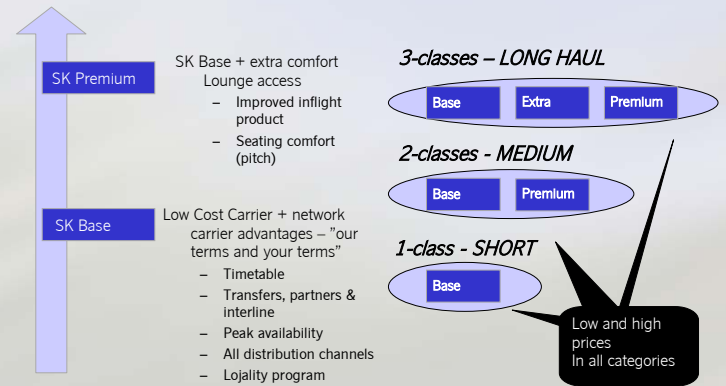 SK Premium
SK Base + extra comfort
Lounge access
– Improved inflight
product
– Seating comfort
(pitch)
SK Base
Low Cost Carrier + network
carrier advantages – ”our
terms and your terms”
– Timetable
– Transfers, partners &
interline
– Peak availability
– All distribution channels
– Lojality program
3-classes – LONG HAUL
Base
Extra
Premium
2-classes - MEDIUM
Base
Premium
1-class - SHORT
Base
Low and high
prices
In all categories